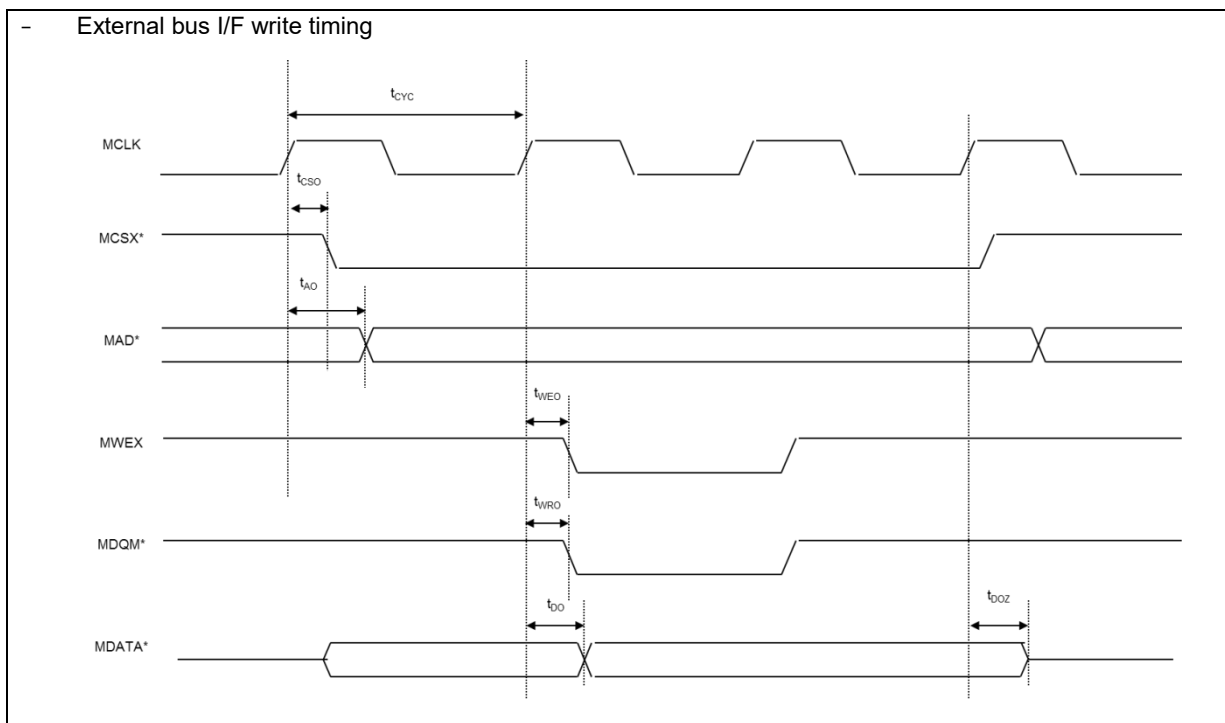 – External bus I/F write timing
tCYC
MCLK
tCSO
MCSX*
tAO
MAD*
tWEO
MWEX
tWRO
MDQM*
tDO
tDOZ
MDATA*